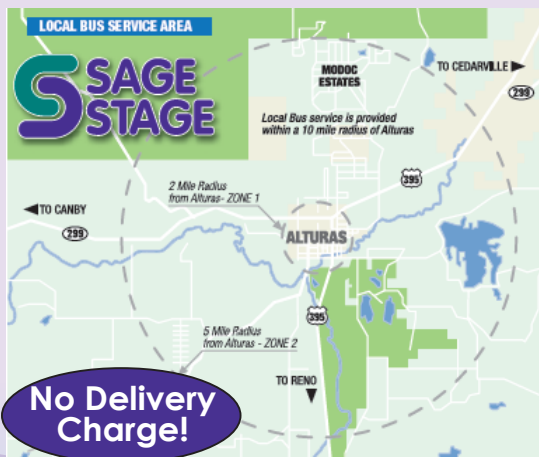 LOCAL BUS SERVICE AREA
SAGE
STAGE
MODOC
ESTATES
TO CEDARVILLE
299
Local Bus service is provided
within a 10 mile radius of Alturas
395
2 Mile Radius
from Alturas- ZONE 1
TO CANBY
299
ALTURAS
395
5 Mile Radius
from Alturas - ZONE 2
TO RENO
No Delivery
Charge!